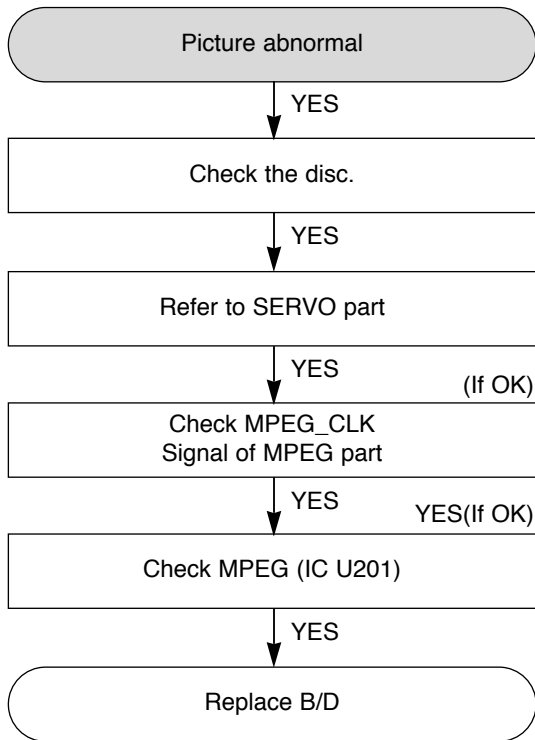 Picture abnormal
YES
Check the disc.
YES
Refer to SERVO part
YES
(If OK)
Check MPEG_CLK
Signal of MPEG part
YES
YES(If OK)
Check MPEG (IC U201)
YES
Replace B/D